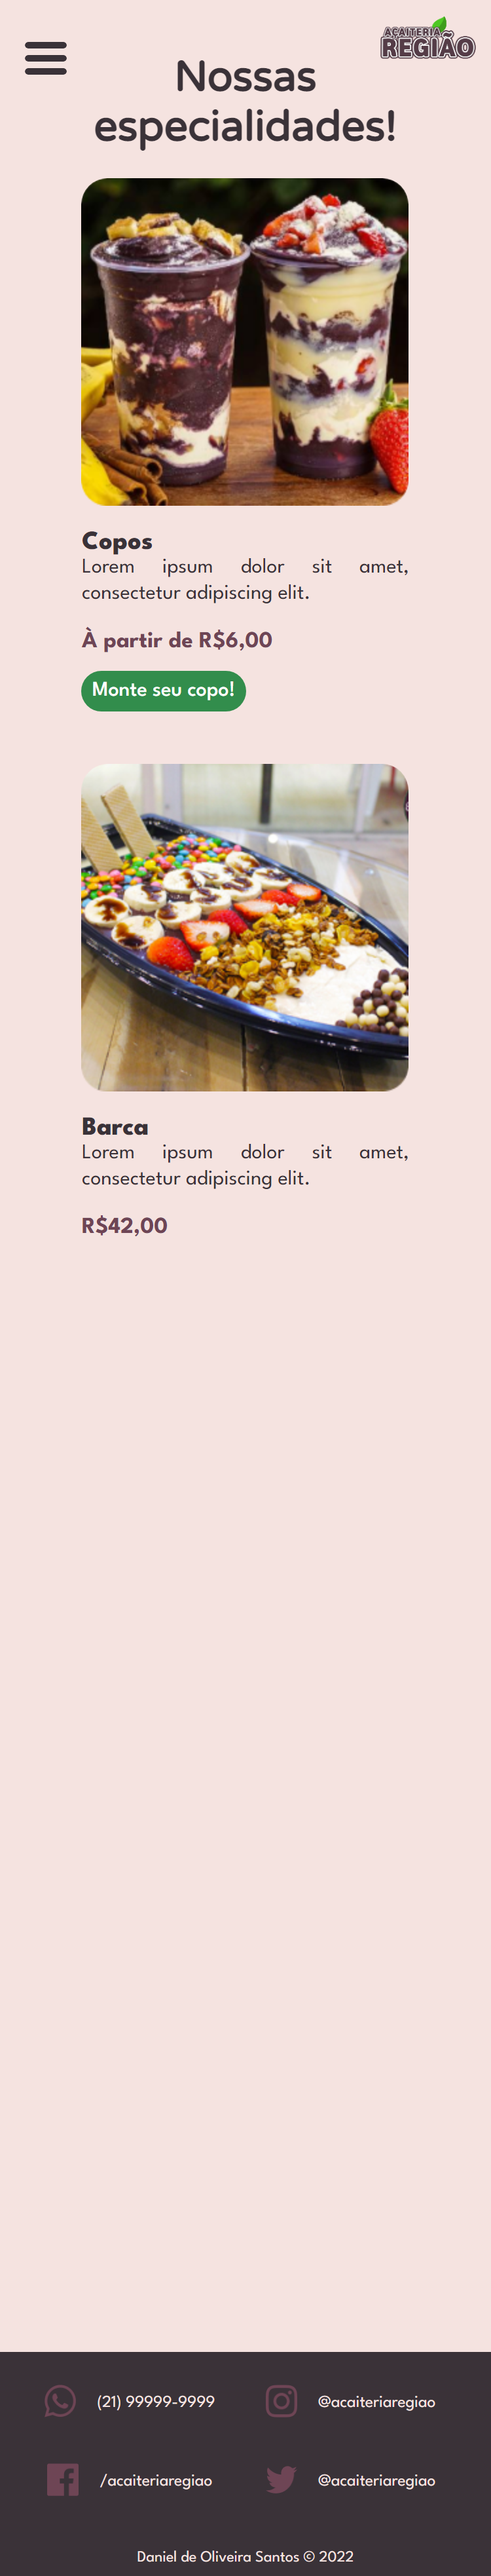 AÇAITERIA
REGIÃO
Nossas
especialidades!
Copos
Lorem ipsum dolor sit amet,
consectetur adipiscing elit.
À partir de R$6,00
Monte seu copo!
Barca
Lorem ipsum dolor sit amet,
consectetur adipiscing elit.
R$42,00
(21) 99999-9999
@acaiteriaregiao
/acaiteriaregiao
@acaiteriaregiao
Daniel de Oliveira Santos © 2022